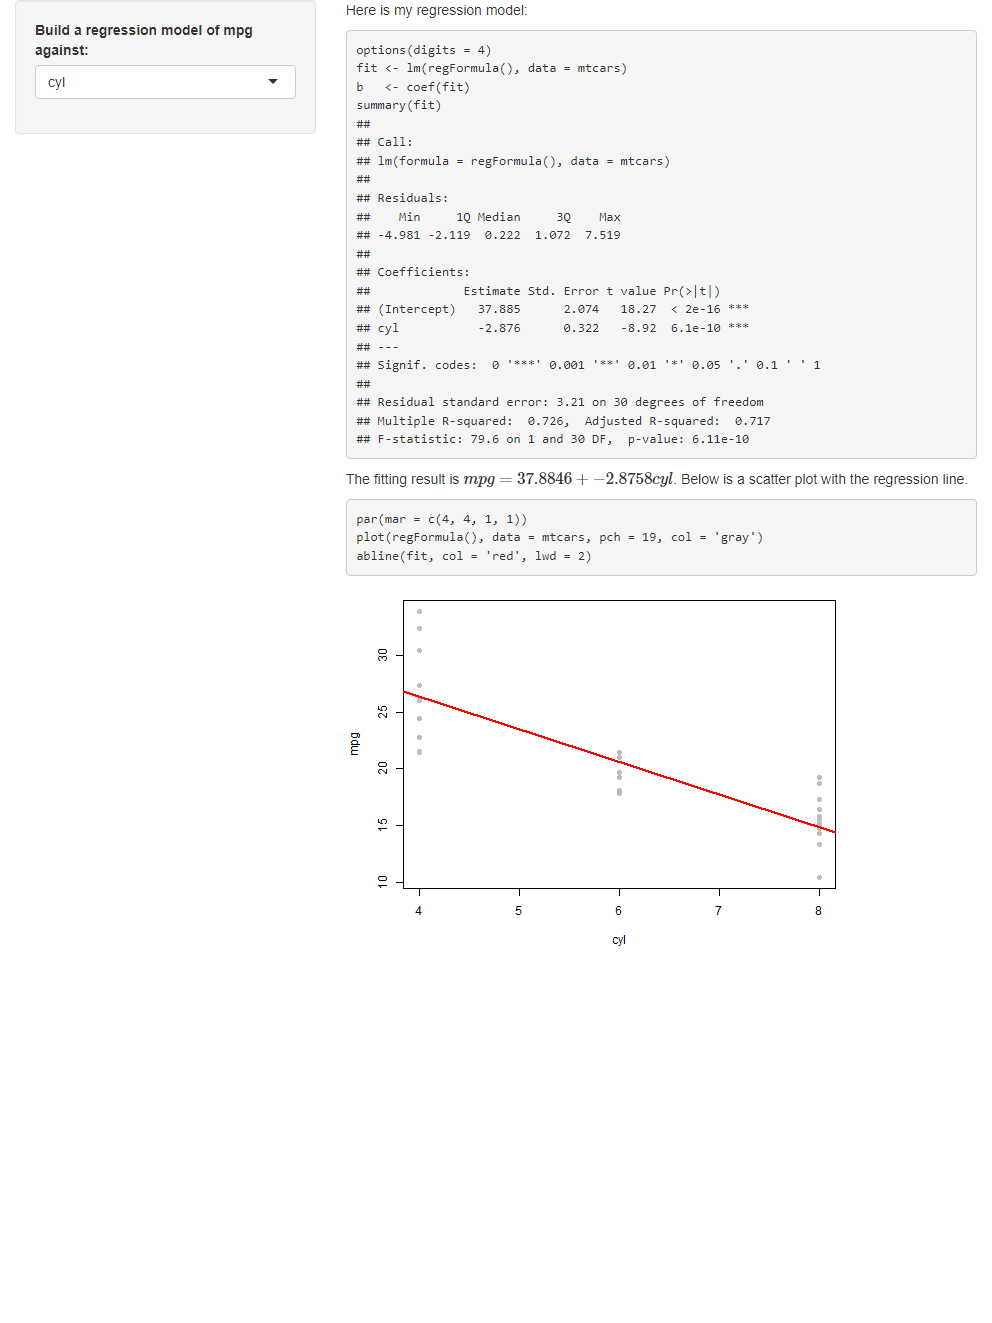 Build a regression model of mpg
against:
cyl
Here is my regression model:
options(digits = 4)
fit <- lm(regFormula(), data = mtcars)
b   <- coef(fit)
summary(fit)
##
## Call:
## lm(formula = regFormula(), data = mtcars)
##
## Residuals:
##    Min     1Q Median     3Q    Max
## -4.981 -2.119  0.222  1.072  7.519
##
## Coefficients:
##             Estimate Std. Error t value Pr(>|t|)
## (Intercept)   37.885      2.074   18.27  < 2e-16 ***
## cyl           -2.876      0.322   -8.92  6.1e-10 ***
## ---
## Signif. codes:  0 '***' 0.001 '**' 0.01 '*' 0.05 '.' 0.1 ' ' 1
##
## Residual standard error: 3.21 on 30 degrees of freedom
## Multiple R-squared:  0.726,  Adjusted R-squared:  0.717
## F-statistic: 79.6 on 1 and 30 DF,  p-value: 6.11e-10
The fitting result is mpg = 37.8846 + −2.8758cyl. Below is a scatter plot with the regression line.
par(mar = c(4, 4, 1, 1))
plot(regFormula(), data = mtcars, pch = 19, col = 'gray')
abline(fit, col = 'red', lwd = 2)
30
25
20
15
10
mpg
4 5 6 7 8
cyl